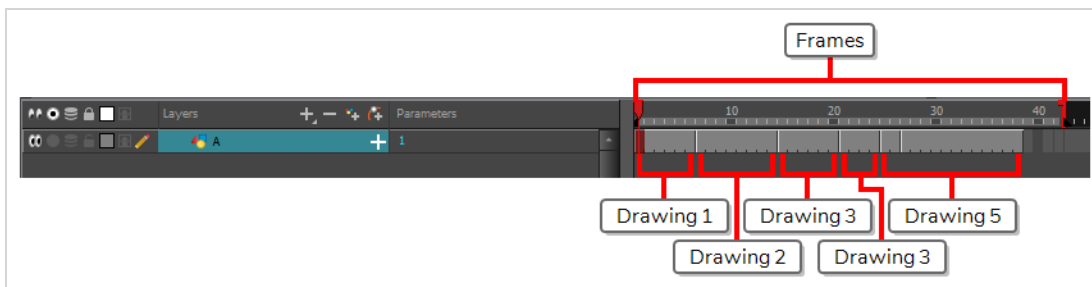 Frames
Layers
Parameters
10 20 30 40
A
1
Drawing 1
Drawing 3
Drawing 5
Drawing 2
Drawing 3